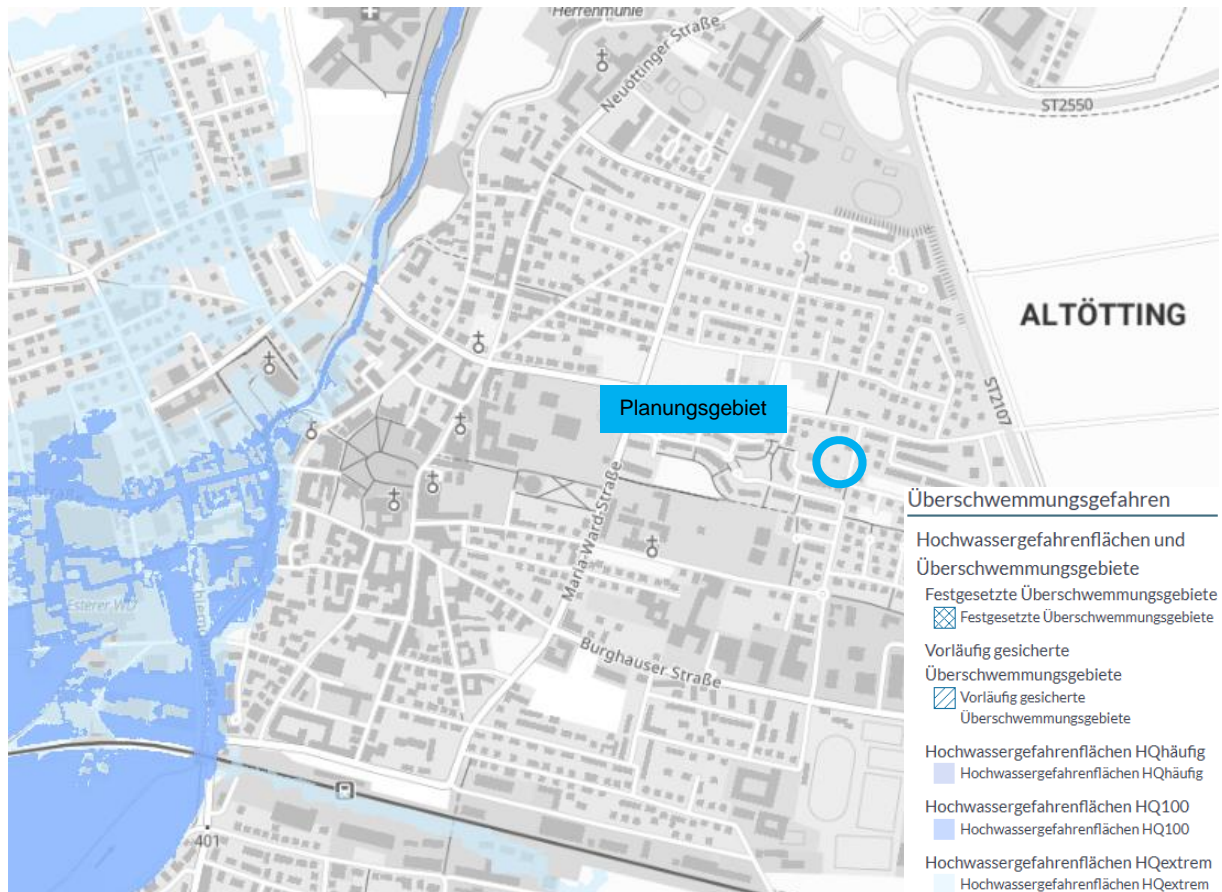 Herrenmühle
Neuöttinger Straße
ST2550
ALTÖTTING
ST2107
Planungsgebiet
Maria-Ward-Straße
Burghauser Straße
Esterer WD
401
Überschwemmungsgefahren
Hochwassergefahrenflächen und
Überschwemmungsgebiete
Festgesetzte Überschwemmungsgebiete
Festgesetzte Überschwemmungsgebiete
Vorläufig gesicherte
Überschwemmungsgebiete
Vorläufig gesicherte
Überschwemmungsgebiete
Hochwassergefahrenflächen HQhäufig
Hochwassergefahrenflächen HQhäufig
Hochwassergefahrenflächen HQ100
Hochwassergefahrenflächen HQ100
Hochwassergefahrenflächen HQextrem
Hochwassergefahrenflächen HQextrem